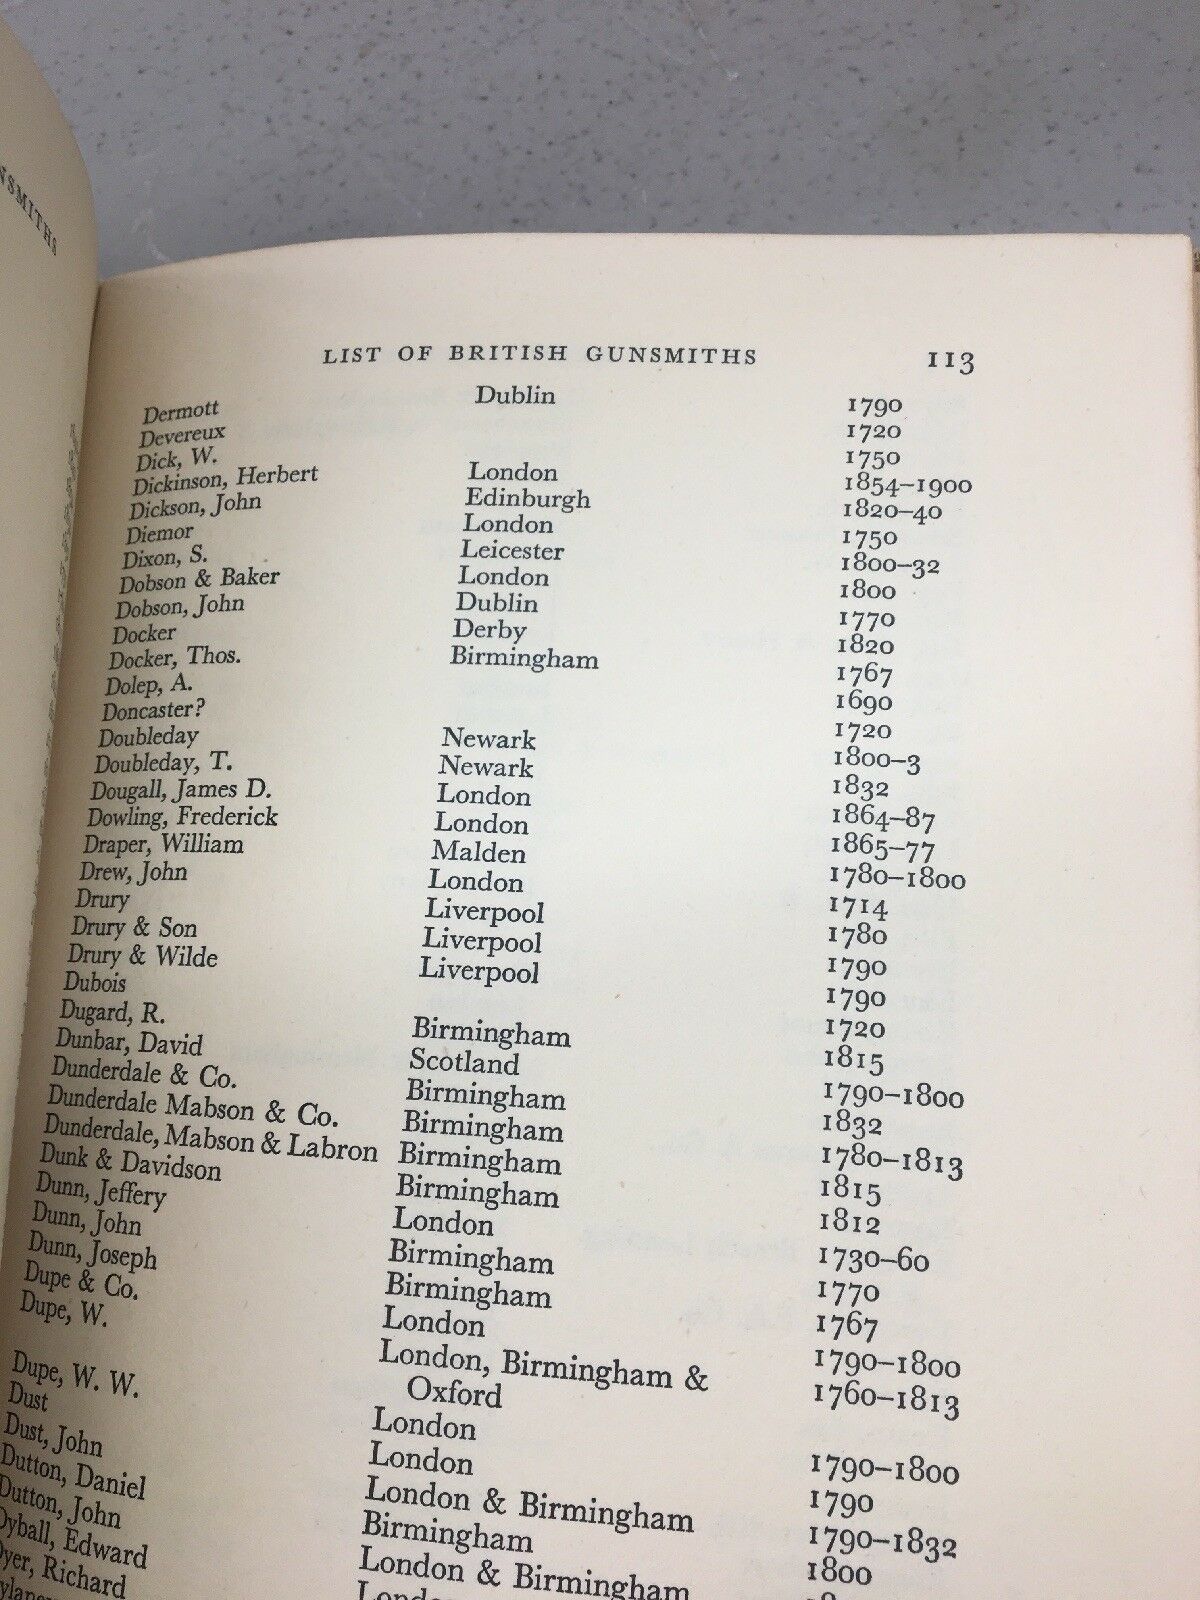 NSMITHS
LIST OF BRITISH GUNSMITHS 113
Dermott Dublin 1790
Devereux 1720
Dick, W. 1750
Dickinson, Herbert London 1854–1900
Dickson, John Edinburgh 1820–40
Diemor London 1750
Dixon, S. Leicester 1800–32
Dobson & Baker London 1800
Dobson, John Dublin 1770
Docker Derby 1820
Docker, Thos. Birmingham 1767
Dolep, A. 1690
Doncaster? 1720
Doubleday Newark 1800–3
Doubleday, T. Newark 1832
Dougall, James D. London 1864–87
Dowling, Frederick London 1865–77
Draper, William Malden 1780–1800
Drew, John London 1714
Drury Liverpool 1780
Drury & Son Liverpool 1790
Drury & Wilde Liverpool 1790
Dubois 1720
Dugard, R. Birmingham 1815
Dunbar, David Scotland 1790–1800
Dunderdale & Co. Birmingham 1832
Dunderdale Mabson & Co. Birmingham 1780–1813
Dunderdale, Mabson & Labron Birmingham 1815
Dunk & Davidson Birmingham 1812
Dunn, Jeffery London 1730–60
Dunn, John Birmingham 1770
Dunn, Joseph Birmingham 1767
Dupe & Co. London 1790–1800
Dupe, W. London, Birmingham & 1760–1813
Oxford
Dupe, W. W. London 1790–1800
Dust London 1790
Dust, John London & Birmingham 1790–1832
Dutton, Daniel Birmingham 1800
Dutton, John London & Birmingham
Dyball, Edward
Dyer, Richard